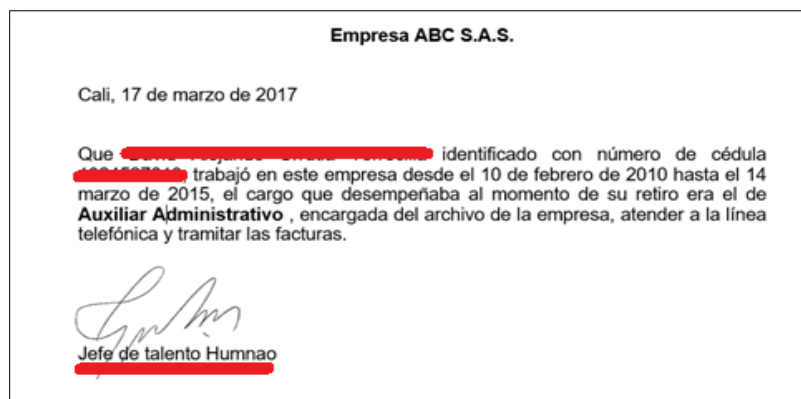 Empresa ABC S.A.S.
Cali, 17 de marzo de 2017
Que identificado con número de cédula
, trabajó en este empresa desde el 10 de febrero de 2010 hasta el 14
marzo de 2015, el cargo que desempeñaba al momento de su retiro era el de
Auxiliar Administrativo , encargada del archivo de la empresa, atender a la línea
telefónica y tramitar las facturas.
Jefe de talento Humnao